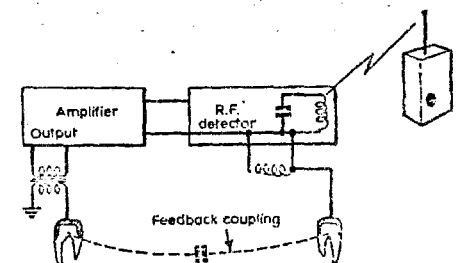 Amplifier
Output
R.F.
detector
Feedback coupling